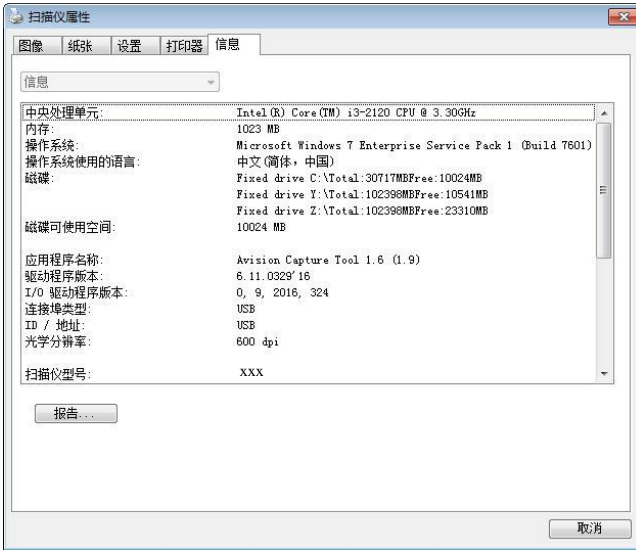 扫描仪属性
图像 纸张 设置 打印器 信息
信息
中央处理单元: Intel(R) Core(TM) i3-2120 CPU @ 3.30GHz
内存: 1023 MB
操作系统: Microsoft Windows 7 Enterprise Service Pack 1 (Build 7601)
操作系统使用的语言: 中文(简体，中国)
磁碟: Fixed drive C:\Total:30717MBFree:10024MB
Fixed drive Y:\Total:102398MBFree:10541MB
Fixed drive Z:\Total:102398MBFree:23310MB
磁碟可使用空间: 10024 MB
应用程序名称: Avision Capture Tool 1.6 (1.9)
驱动程序版本: 6.11.0329'16
I/O 驱动程序版本: 0, 9, 2016, 324
连接埠类型: USB
ID / 地址: USB
光学分辨率: 600 dpi
扫描仪型号: XXX
报告...
取消